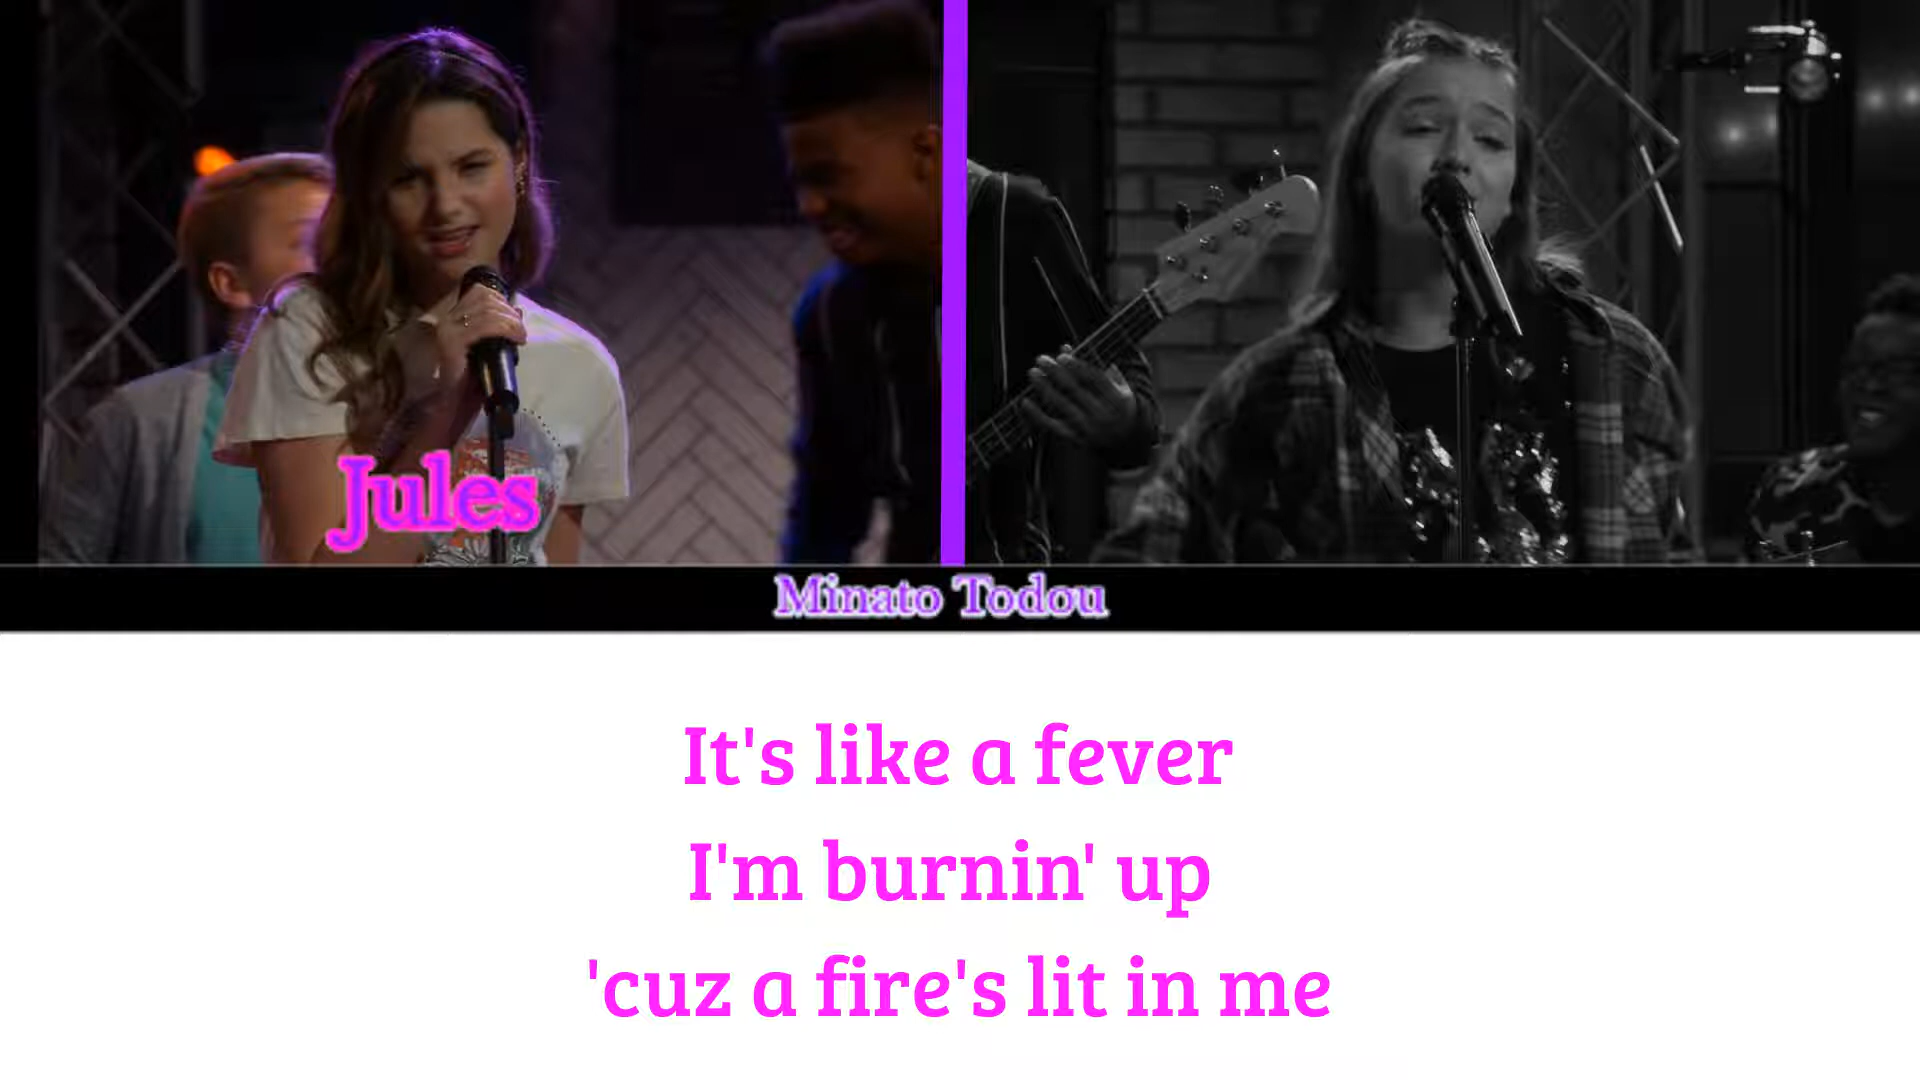 Jules
Minato Todou
It's like a fever
I'm burnin' up
'cuz a fire's lit in me